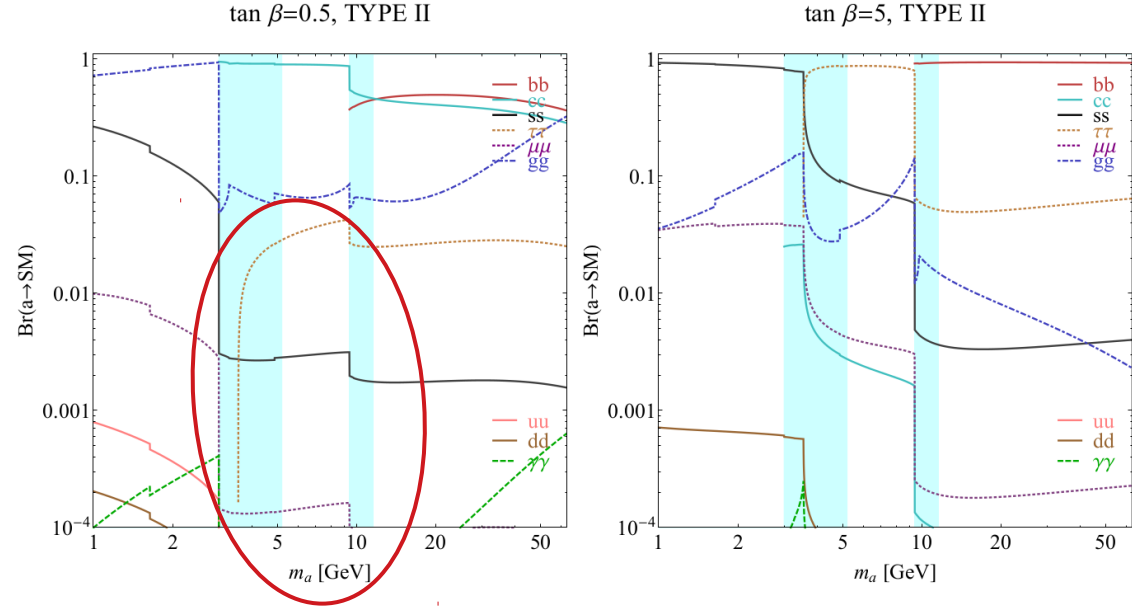 tan β=0.5, TYPE II
Br(a→SM)
1
0.1
0.01
0.001
10⁻⁴
bb
cc
ss
ττ
μμ
gg
uu
dd
γγ
1
2
5
10
20
50
mₐ [GeV]
tan β=5, TYPE II
Br(a→SM)
1
0.1
0.01
0.001
10⁻⁴
bb
cc
ss
ττ
μμ
gg
uu
dd
γγ
1
2
5
10
20
50
mₐ [GeV]